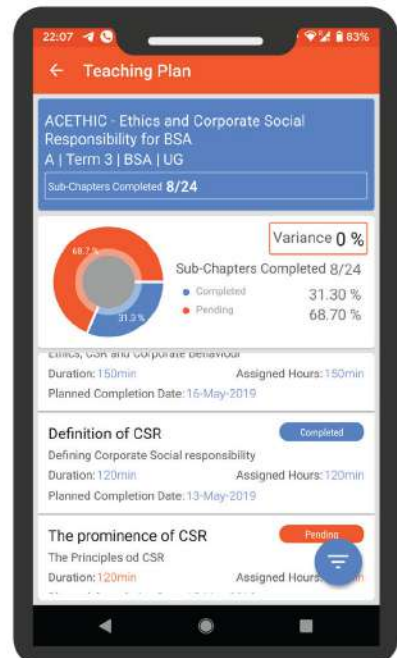 22:07 83%
Teaching Plan
ACETHIC - Ethics and Corporate Social
Responsibility for BSA
A | Term 3 | BSA | UG
Sub-Chapters Completed 8/24
Variance 0 %
68.7 %
31.3 %
Sub-Chapters Completed 8/24
Completed 31.30 %
Pending 68.70 %
Ethics, CSR and Corporate Behaviour
Duration: 150min Assigned Hours: 150min
Planned Completion Date: 16-May-2019
Definition of CSR Completed
Defining Corporate Social responsibility
Duration: 120min Assigned Hours: 120min
Planned Completion Date: 13-May-2019
The prominence of CSR Pending
The Principles od CSR
Duration: 120min Assigned Hours: